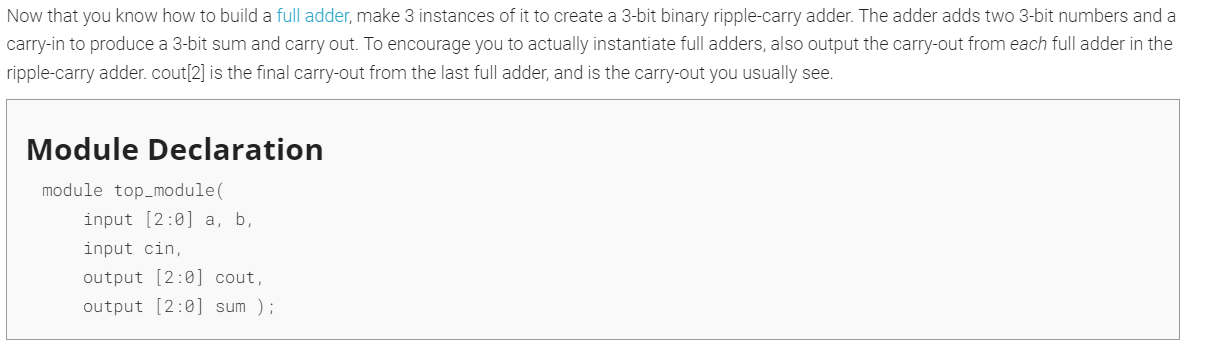 Now that you know how to build a full adder, make 3 instances of it to create a 3-bit binary ripple-carry adder. The adder adds two 3-bit numbers and a
carry-in to produce a 3-bit sum and carry out. To encourage you to actually instantiate full adders, also output the carry-out from each full adder in the
ripple-carry adder. cout[2] is the final carry-out from the last full adder, and is the carry-out you usually see.
Module Declaration
module top_module(
    input [2:0] a, b,
    input cin,
    output [2:0] cout,
    output [2:0] sum );